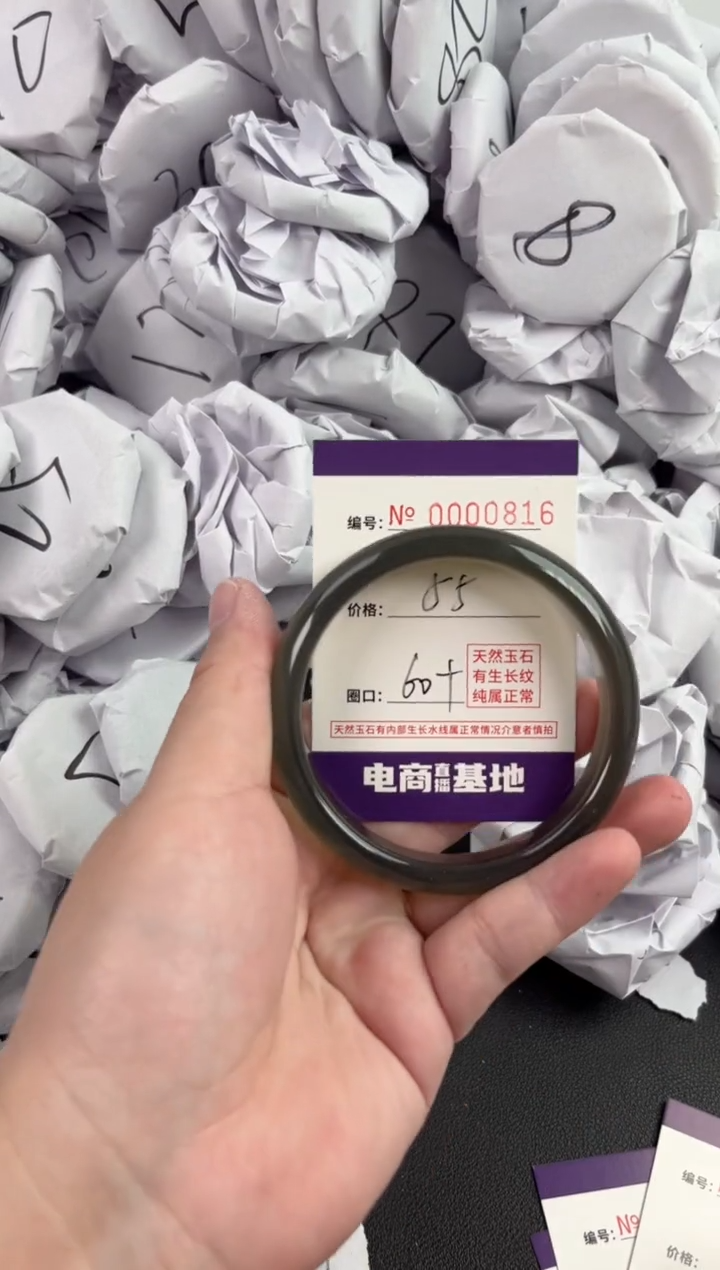 8
编号: № 0000816
价格: 85
圈口: 60+
天然玉石
有生长纹
纯属正常
天然玉石有内部生长水线属正常情况介意者慎拍
电商直播基地
编号: №
编号:
价格: